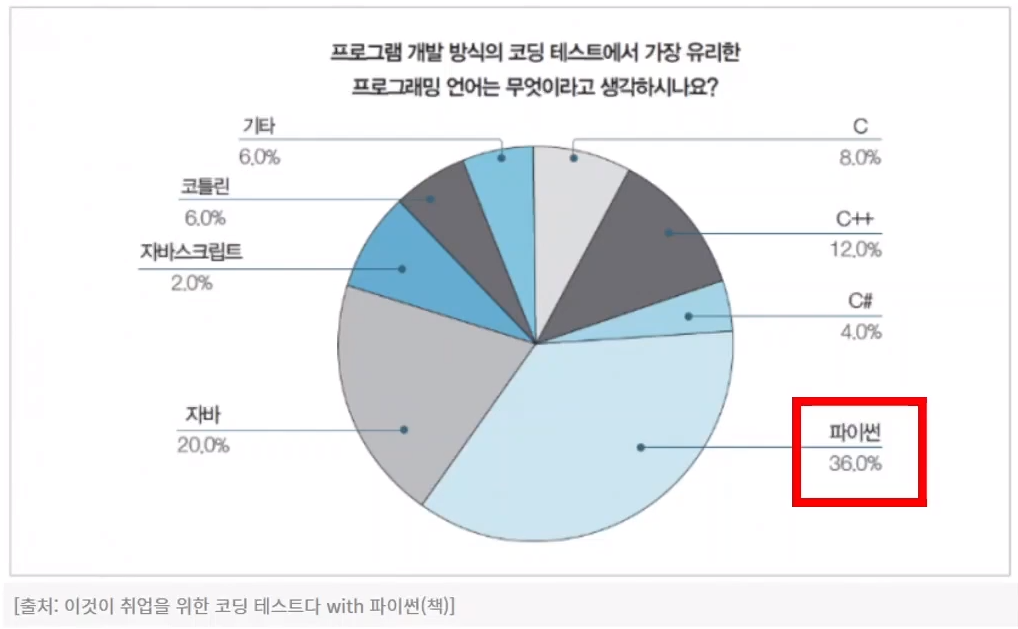 프로그램 개발 방식의 코딩 테스트에서 가장 유리한
프로그래밍 언어는 무엇이라고 생각하시나요?
기타
6.0%
코틀린
6.0%
자바스크립트
2.0%
자바
20.0%
C
8.0%
C++
12.0%
C#
4.0%
파이썬
36.0%
[출처: 이것이 취업을 위한 코딩 테스트다 with 파이썬(책)]